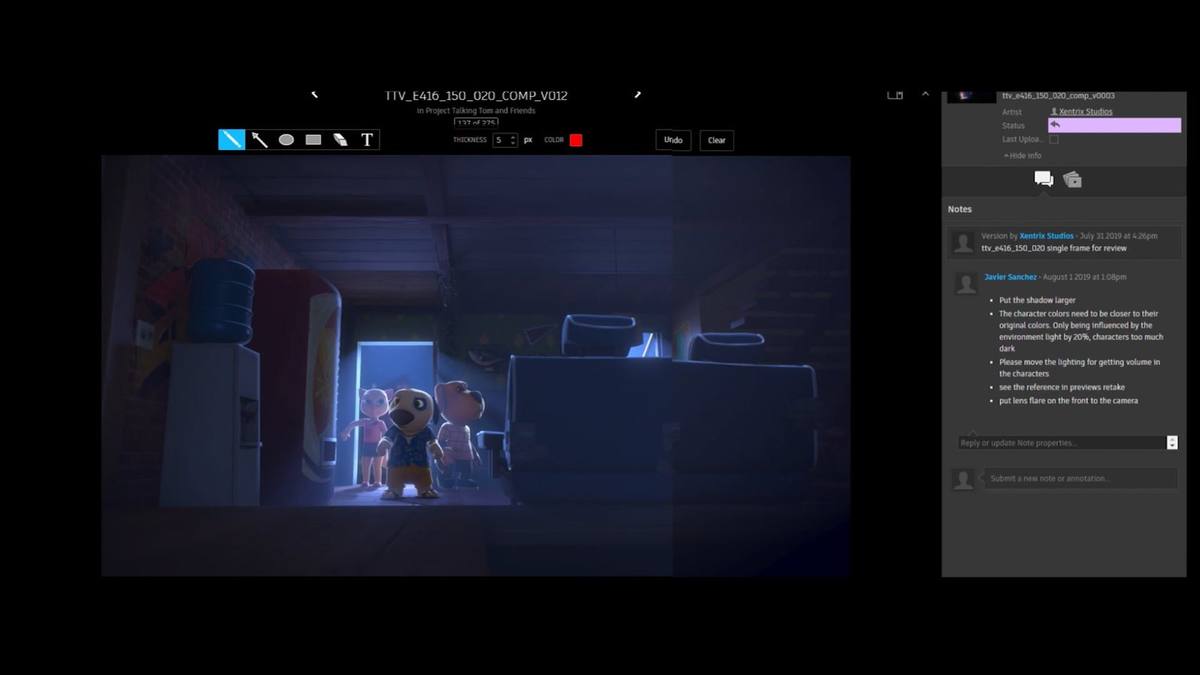 TTV_E416_150_020_COMP_V012
in Project Talking Tom and Friends
137 of 275
THICKNESS 5 px COLOR
Undo
Clear
T
ttv_e416_150_020_comp_v0003
Artist Xentrix Studios
Status
Last Uploa..
Hide info
Notes
Version by Xentrix Studios - July 31 2019 at 4:26pm
ttv_e416_150_020 single frame for review
Javier Sanchez - August 1 2019 at 1:08pm
• Put the shadow larger
• The character colors need to be closer to their
original colors. Only being influenced by the
environment light by 20%, characters too much
dark
• Please move the lighting for getting volume in
the characters
• see the reference in previews retake
• put lens flare on the front to the camera
Reply or update Note properties...
Submit a new note or annotation...